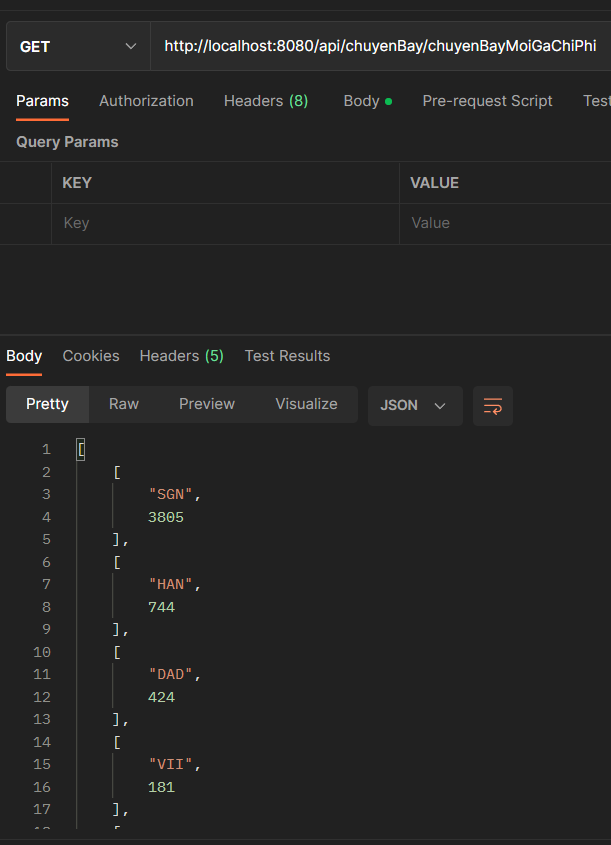 GET http://localhost:8080/api/chuyenBay/chuyenBayMoiGaChiPhi
Params Authorization Headers (8) Body Pre-request Script Test
Query Params
KEY VALUE
Key Value
Body Cookies Headers (5) Test Results
Pretty Raw Preview Visualize JSON
1 [
2 [
3 "SGN",
4 3805
5 ],
6 [
7 "HAN",
8 744
9 ],
10 [
11 "DAD",
12 424
13 ],
14 [
15 "VII",
16 181
17 ],